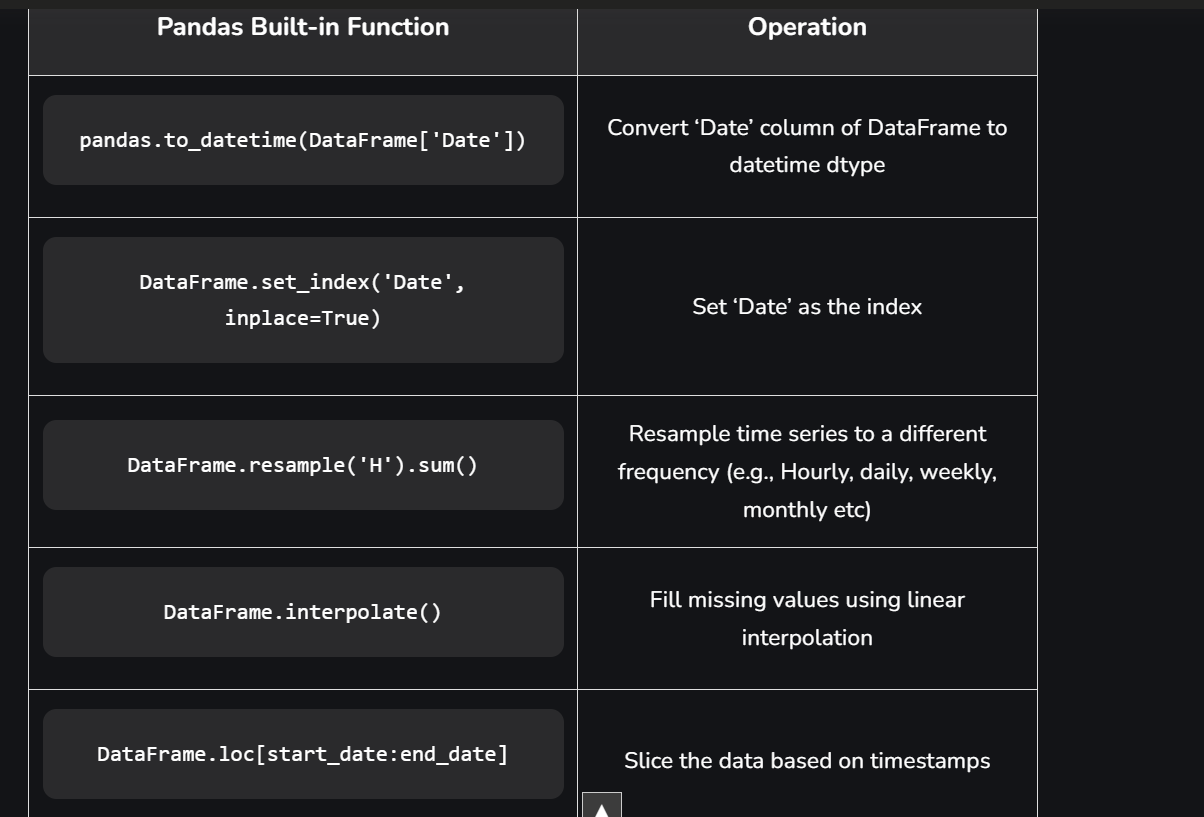 Pandas Built-in Function
Operation
pandas.to_datetime(DataFrame['Date'])
Convert ‘Date’ column of DataFrame to
datetime dtype
DataFrame.set_index('Date',
inplace=True)
Set ‘Date’ as the index
DataFrame.resample('H').sum()
Resample time series to a different
frequency (e.g., Hourly, daily, weekly,
monthly etc)
DataFrame.interpolate()
Fill missing values using linear
interpolation
DataFrame.loc[start_date:end_date]
Slice the data based on timestamps